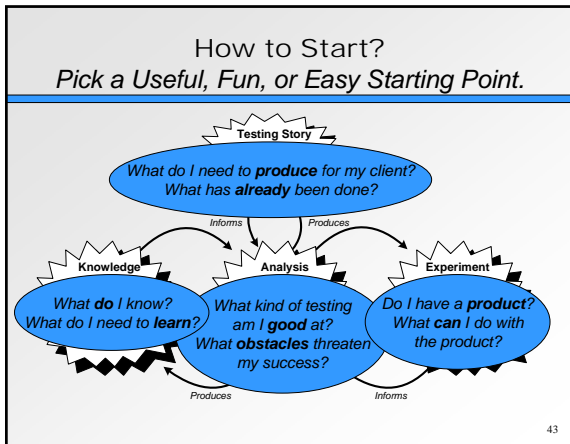 How to Start?
Pick a Useful, Fun, or Easy Starting Point.
Testing Story
What do I need to produce for my client?
What has already been done?
Informs
Produces
Knowledge
What do I know?
What do I need to learn?
Analysis
What kind of testing
am I good at?
What obstacles threaten
my success?
Experiment
Do I have a product?
What can I do with
the product?
Produces
Informs
43